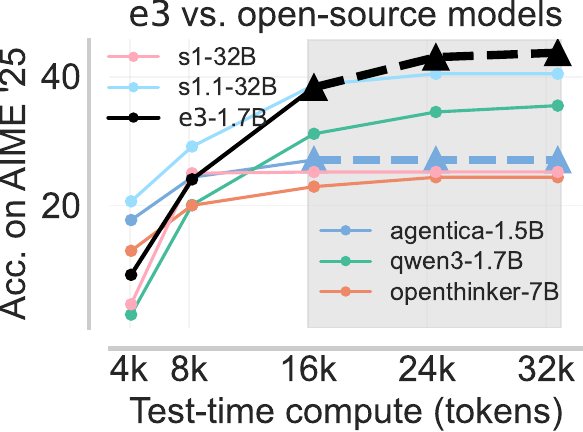 e3 vs. open-source models
Acc. on AIME '25
40
20
s1-32B
s1.1-32B
e3-1.7B
agentica-1.5B
qwen3-1.7B
openthinker-7B
4k 8k 16k 24k 32k
Test-time compute (tokens)